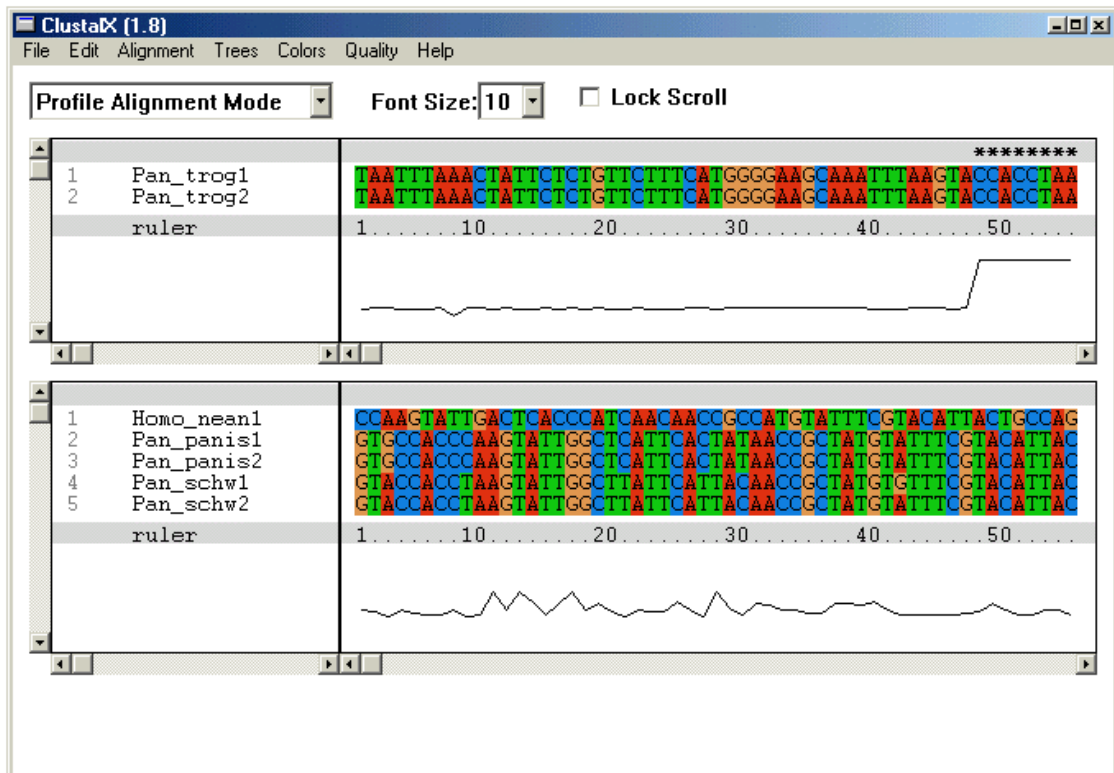 ClustalX (1.8)
File Edit Alignment Trees Colors Quality Help
Profile Alignment Mode Font Size: 10 Lock Scroll
********
1 Pan_trog1 TAATTTAAACTATTCTCTGTTCTTTCATGGGGAAGCAAATTTAAGTACCACCTAA
2 Pan_trog2 TAATTTAAACTATTCTCTGTTCTTTCATGGGGAAGCAAATTTAAGTACCACCTAA
ruler 1.......10........20........30........40........50.....
1 Homo_nean1 CCAAGTATTGACTCACCCATCAACAACCGCCATGTATTTCGTACATTACTGCCAG
2 Pan_panis1 GTGCCACCCAAGTATTGGCTCATTCACTATAACCGCTATGTATTTCGTACATTAC
3 Pan_panis2 GTGCCACCCAAGTATTGGCTCATTCACTATAACCGCTATGTATTTCGTACATTAC
4 Pan_schw1 GTACCACCTAAGTATTGGCTTATTCATTACAACCGCTATGTGTTTCGTACATTAC
5 Pan_schw2 GTACCACCTAAGTATTGGCTTATTCATTACAACCGCTATGTATTTCGTACATTAC
ruler 1.......10........20........30........40........50.....